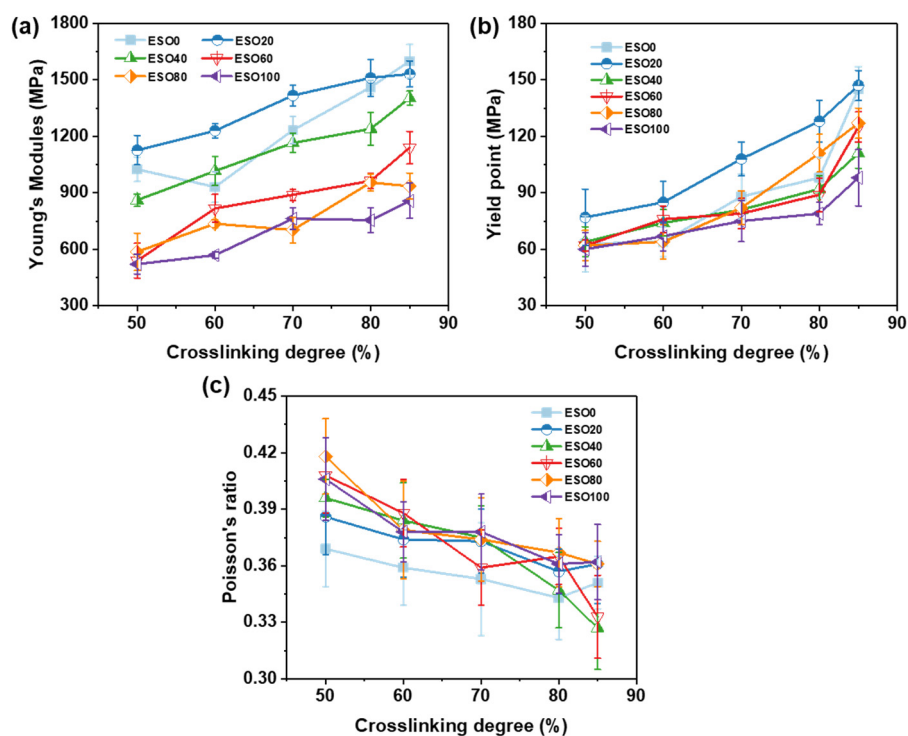 (a)
1800
1500
1200
900
600
300
Young's Modules (MPa)
ESO0 ESO20
ESO40 ESO60
ESO80 ESO100
50 60 70 80 90
Crosslinking degree (%)
(b)
180
150
120
90
60
30
Yield point (MPa)
ESO0
ESO20
ESO40
ESO60
ESO80
ESO100
50 60 70 80 90
Crosslinking degree (%)
(c)
0.45
0.42
0.39
0.36
0.33
0.30
Poisson's ratio
ESO0
ESO20
ESO40
ESO60
ESO80
ESO100
50 60 70 80 90
Crosslinking degree (%)